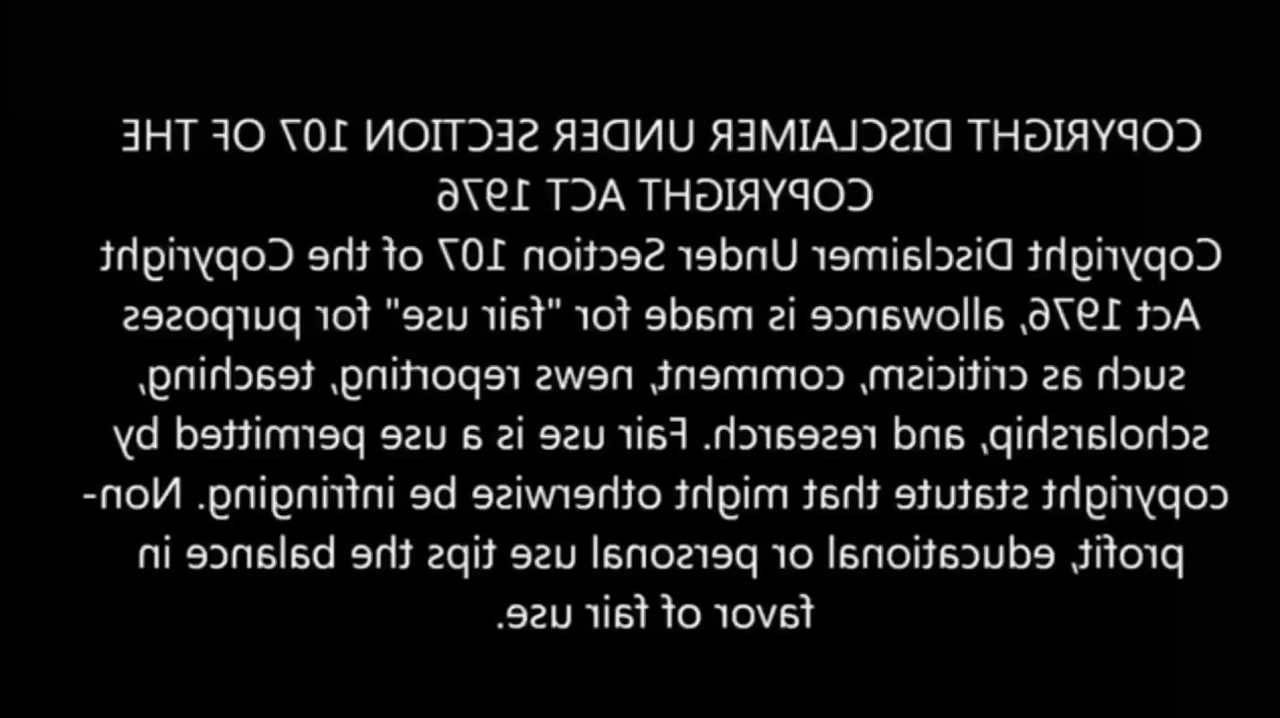 COPYRIGHT DISCLAIMER UNDER SECTION 107 OF THE
COPYRIGHT ACT 1976
Copyright Disclaimer Under Section 107 of the Copyright
Act 1976, allowance is made for "fair use" for purposes
such as criticism, comment, news reporting, teaching,
scholarship, and research. Fair use is a use permitted by
copyright statute that might otherwise be infringing. Non-
profit, educational or personal use tips the balance in
favor of fair use.